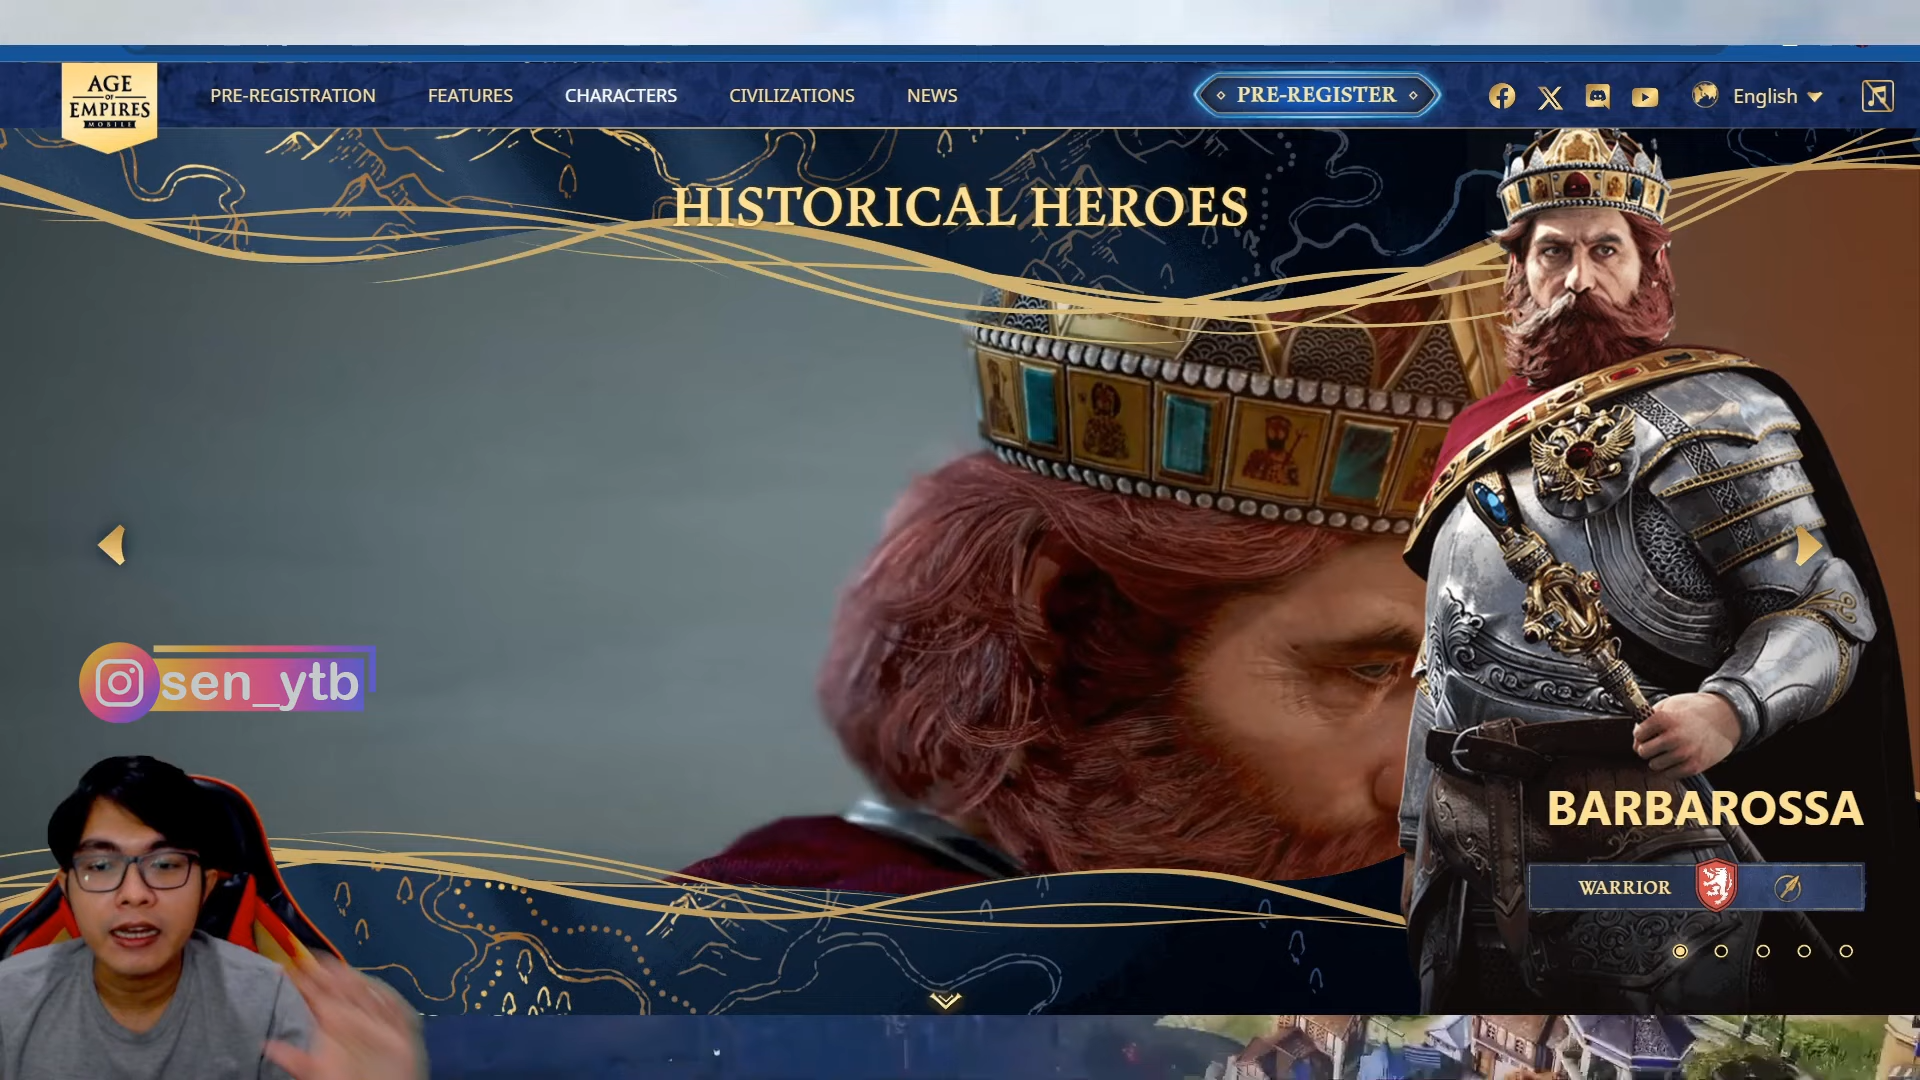 AGE
OF
EMPIRES
MOBILE
PRE-REGISTRATION
FEATURES
CHARACTERS
CIVILIZATIONS
NEWS
PRE-REGISTER
English
HISTORICAL HEROES
sen_ytb
BARBAROSSA
WARRIOR